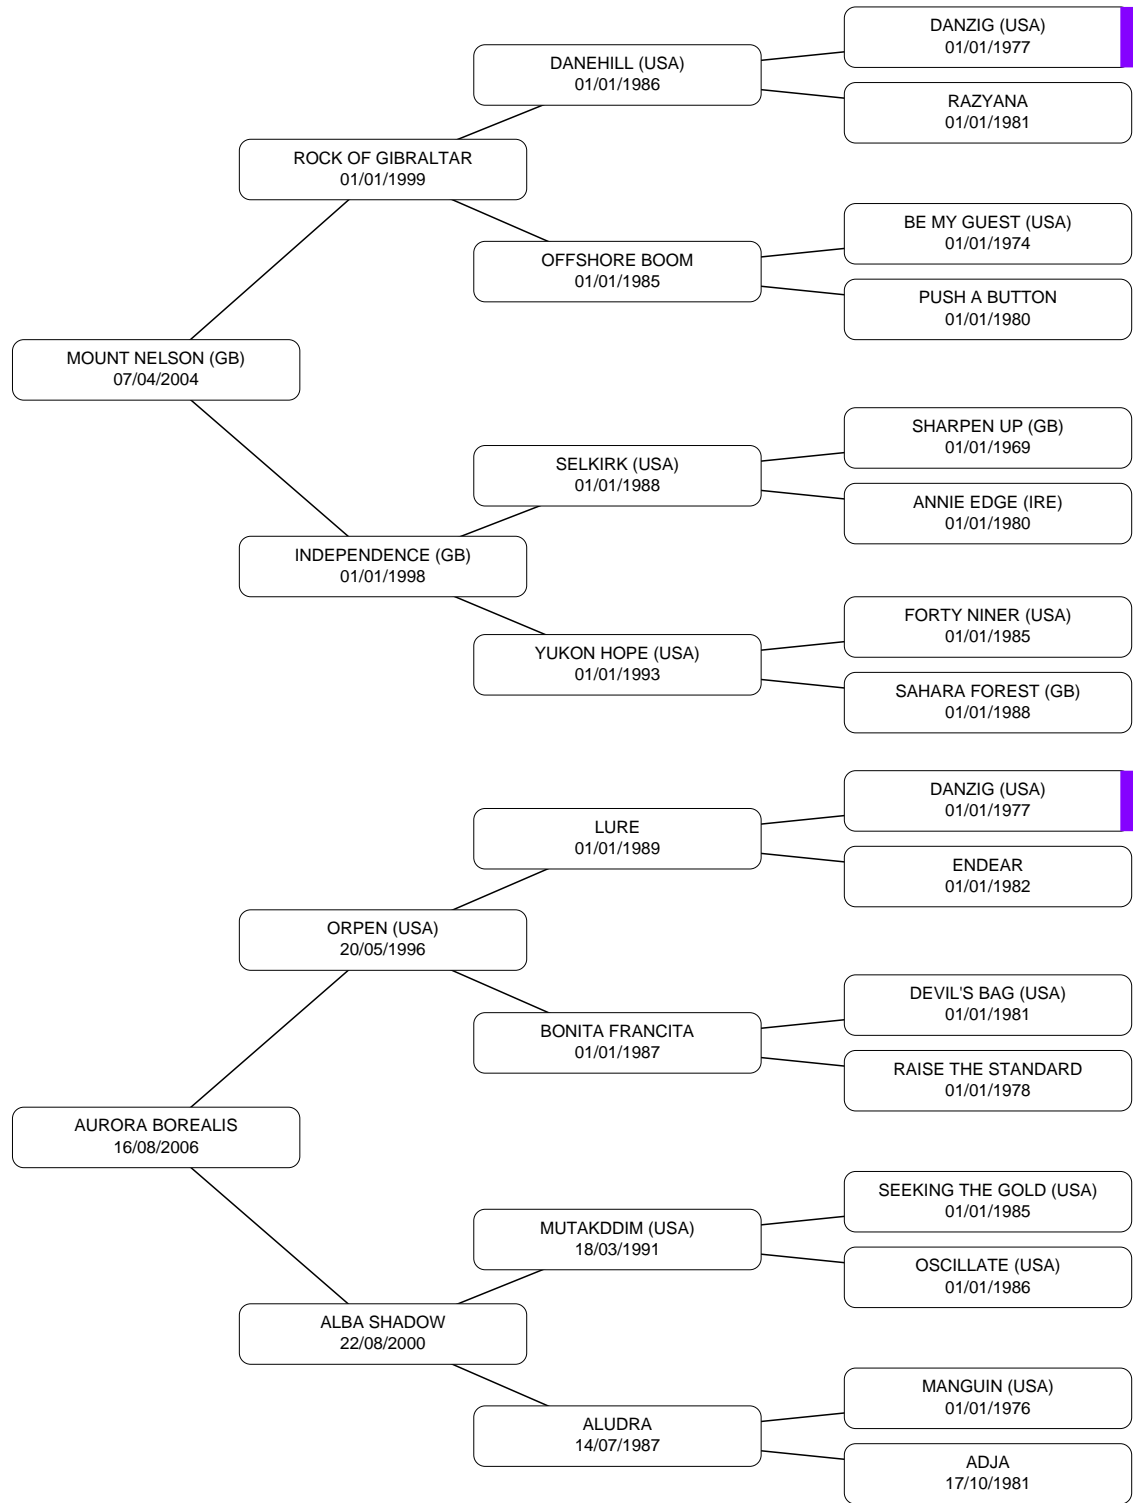 DANZIG (USA)
01/01/1977
DANEHILL (USA)
01/01/1986
RAZYANA
01/01/1981
ROCK OF GIBRALTAR
01/01/1999
BE MY GUEST (USA)
01/01/1974
OFFSHORE BOOM
01/01/1985
PUSH A BUTTON
01/01/1980
MOUNT NELSON (GB)
07/04/2004
SHARPEN UP (GB)
01/01/1969
SELKIRK (USA)
01/01/1988
ANNIE EDGE (IRE)
01/01/1980
INDEPENDENCE (GB)
01/01/1998
FORTY NINER (USA)
01/01/1985
YUKON HOPE (USA)
01/01/1993
SAHARA FOREST (GB)
01/01/1988
DANZIG (USA)
01/01/1977
LURE
01/01/1989
ENDEAR
01/01/1982
ORPEN (USA)
20/05/1996
DEVIL'S BAG (USA)
01/01/1981
BONITA FRANCITA
01/01/1987
RAISE THE STANDARD
01/01/1978
AURORA BOREALIS
16/08/2006
SEEKING THE GOLD (USA)
01/01/1985
MUTAKDDIM (USA)
18/03/1991
OSCILLATE (USA)
01/01/1986
ALBA SHADOW
22/08/2000
MANGUIN (USA)
01/01/1976
ALUDRA
14/07/1987
ADJA
17/10/1981